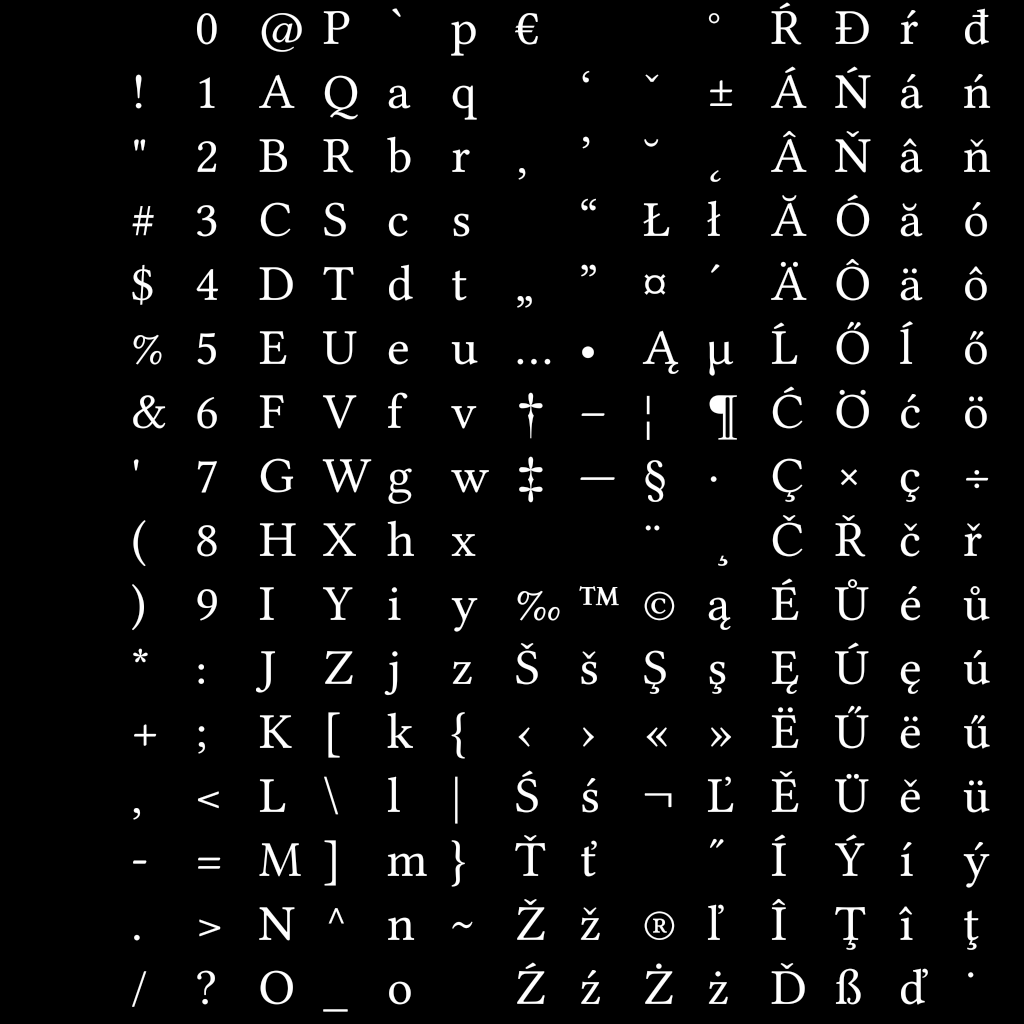 0 @ P ` p € ° Ŕ Đ ŕ đ
! 1 A Q a q ‘ ˇ ± Á Ń á ń
" 2 B R b r ‚ ’ ˘ ˛ Â Ň â ň
# 3 C S c s “ Ł ł Ă Ó ă ó
$ 4 D T d t „ ” ¤ ´ Ä Ô ä ô
% 5 E U e u … • Ą µ Ĺ Ő ĺ ő
& 6 F V f v † – ¦ ¶ Ć Ö ć ö
' 7 G W g w ‡ — § · Ç × ç ÷
( 8 H X h x ¨ ¸ Č Ř č ř
) 9 I Y i y ‰ ™ © ą É Ů é ů
* : J Z j z Š š Ş ş Ę Ú ę ú
+ ; K [ k { ‹ › « » Ë Ű ë ű
, < L \ l | Ś ś ¬ Ľ Ě Ü ě ü
- = M ] m } Ť ť ˝ Í Ý í ý
. > N ^ n ~ Ž ž ® ľ Î Ţ î ţ
/ ? O _ o Ź ź Ż ż Ď ß ď ˙